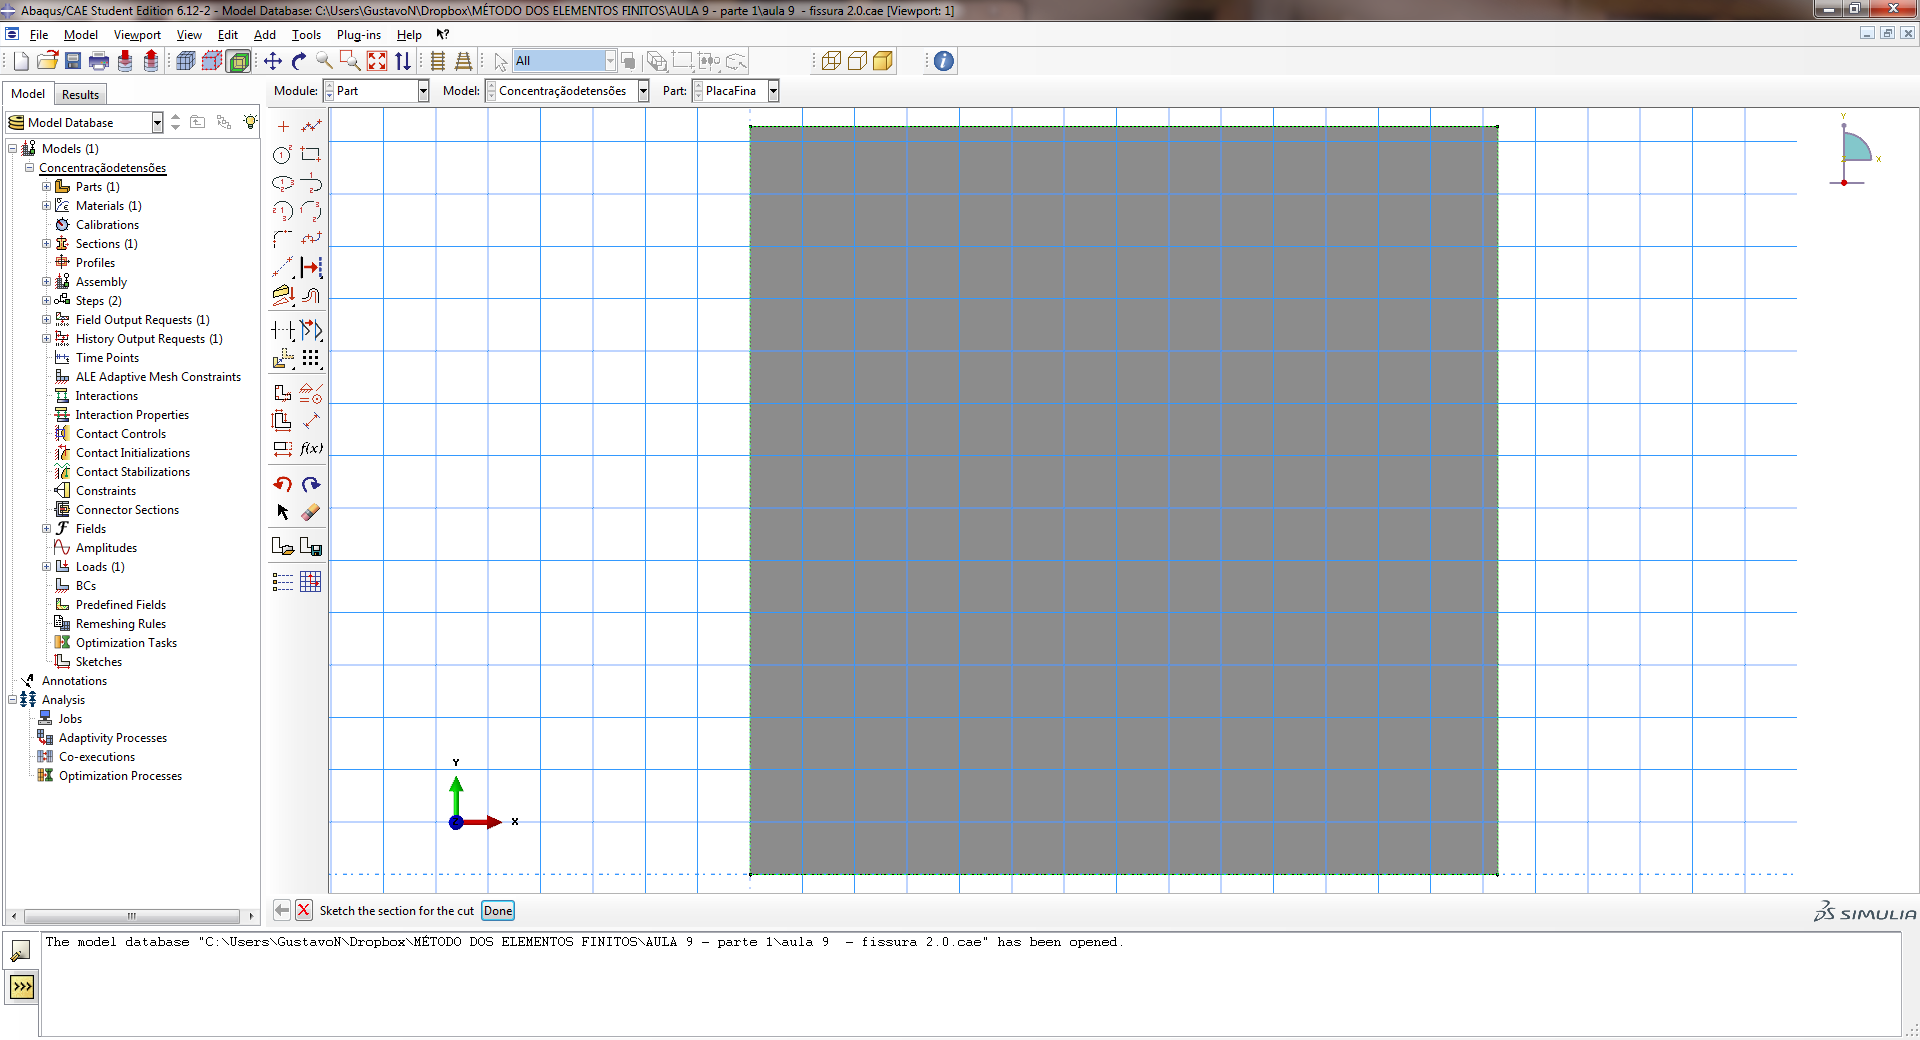 Abaqus/CAE Student Edition 6.12-2 - Model Database: C:\Users\GustavoN\Dropbox\MÉTODO DOS ELEMENTOS FINITOS\AULA 9 - parte 1\aula 9  - fissura 2.0.cae [Viewport: 1]
File Model Viewport View Edit Add Tools Plug-ins Help
All
Model Results
Module: Part Model: Concentraçãodetensões Part: PlacaFina
Model Database
Models (1)
Concentraçãodetensões
Parts (1)
Materials (1)
Calibrations
Sections (1)
Profiles
Assembly
Steps (2)
Field Output Requests (1)
History Output Requests (1)
Time Points
ALE Adaptive Mesh Constraints
Interactions
Interaction Properties
Contact Controls
Contact Initializations
Contact Stabilizations
Constraints
Connector Sections
Fields
Amplitudes
Loads (1)
BCs
Predefined Fields
Remeshing Rules
Optimization Tasks
Sketches
Annotations
Analysis
Jobs
Adaptivity Processes
Co-executions
Optimization Processes
f(x)
Y
X
Y
X
Sketch the section for the cut Done
SIMULIA
The model database "C:\Users\GustavoN\Dropbox\MÉTODO DOS ELEMENTOS FINITOS\AULA 9 - parte 1\aula 9  - fissura 2.0.cae" has been opened.
>>>